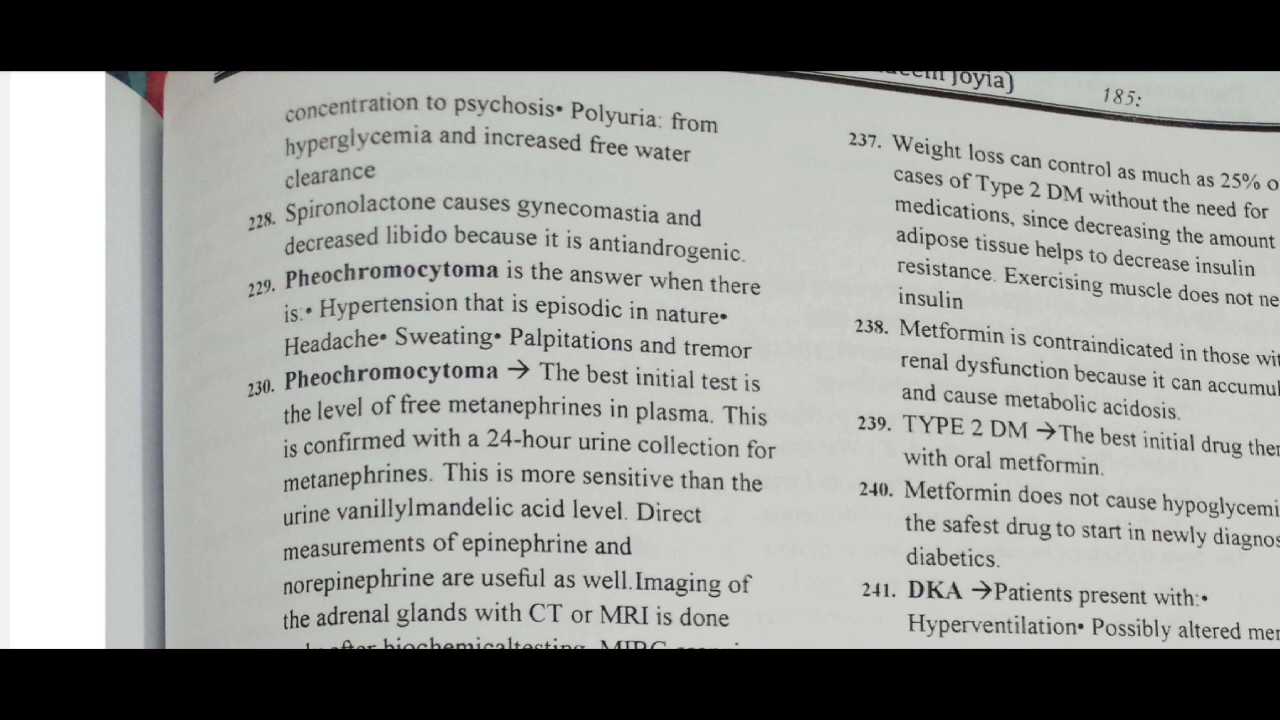 Joyia)
185:
concentration to psychosis• Polyuria: from
hyperglycemia and increased free water
clearance
228. Spironolactone causes gynecomastia and
decreased libido because it is antiandrogenic.
229. Pheochromocytoma is the answer when there
is:• Hypertension that is episodic in nature•
Headache• Sweating• Palpitations and tremor
230. Pheochromocytoma → The best initial test is
the level of free metanephrines in plasma. This
is confirmed with a 24-hour urine collection for
metanephrines. This is more sensitive than the
urine vanillylmandelic acid level. Direct
measurements of epinephrine and
norepinephrine are useful as well.Imaging of
the adrenal glands with CT or MRI is done
after biochemicaltesting.
237. Weight loss can control as much as 25% o
cases of Type 2 DM without the need for
medications, since decreasing the amount
adipose tissue helps to decrease insulin
resistance. Exercising muscle does not ne
insulin
238. Metformin is contraindicated in those wit
renal dysfunction because it can accumul
and cause metabolic acidosis.
239. TYPE 2 DM →The best initial drug ther
with oral metformin.
240. Metformin does not cause hypoglycemi
the safest drug to start in newly diagnos
diabetics.
241. DKA →Patients present with:•
Hyperventilation• Possibly altered mer